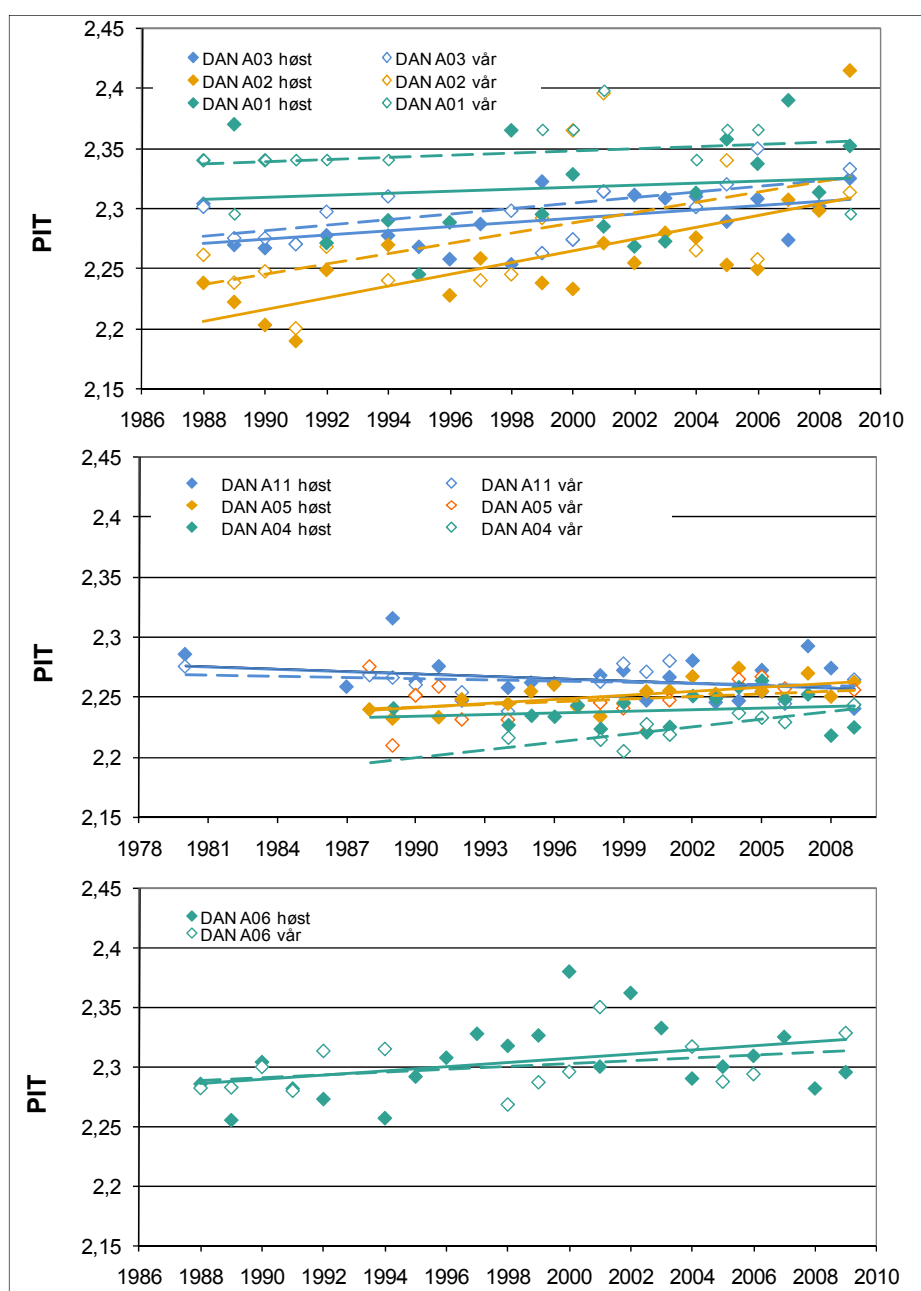 2,45
2,4
2,35
2,3
2,25
2,2
2,15
PIT
DAN A03 høst DAN A03 vår
DAN A02 høst DAN A02 vår
DAN A01 høst DAN A01 vår
1986 1988 1990 1992 1994 1996 1998 2000 2002 2004 2006 2008 2010
2,45
2,4
2,35
2,3
2,25
2,2
2,15
PIT
DAN A11 høst DAN A11 vår
DAN A05 høst DAN A05 vår
DAN A04 høst DAN A04 vår
1978 1981 1984 1987 1990 1993 1996 1999 2002 2005 2008
2,45
2,4
2,35
2,3
2,25
2,2
2,15
PIT
DAN A06 høst
DAN A06 vår
1986 1988 1990 1992 1994 1996 1998 2000 2002 2004 2006 2008 2010